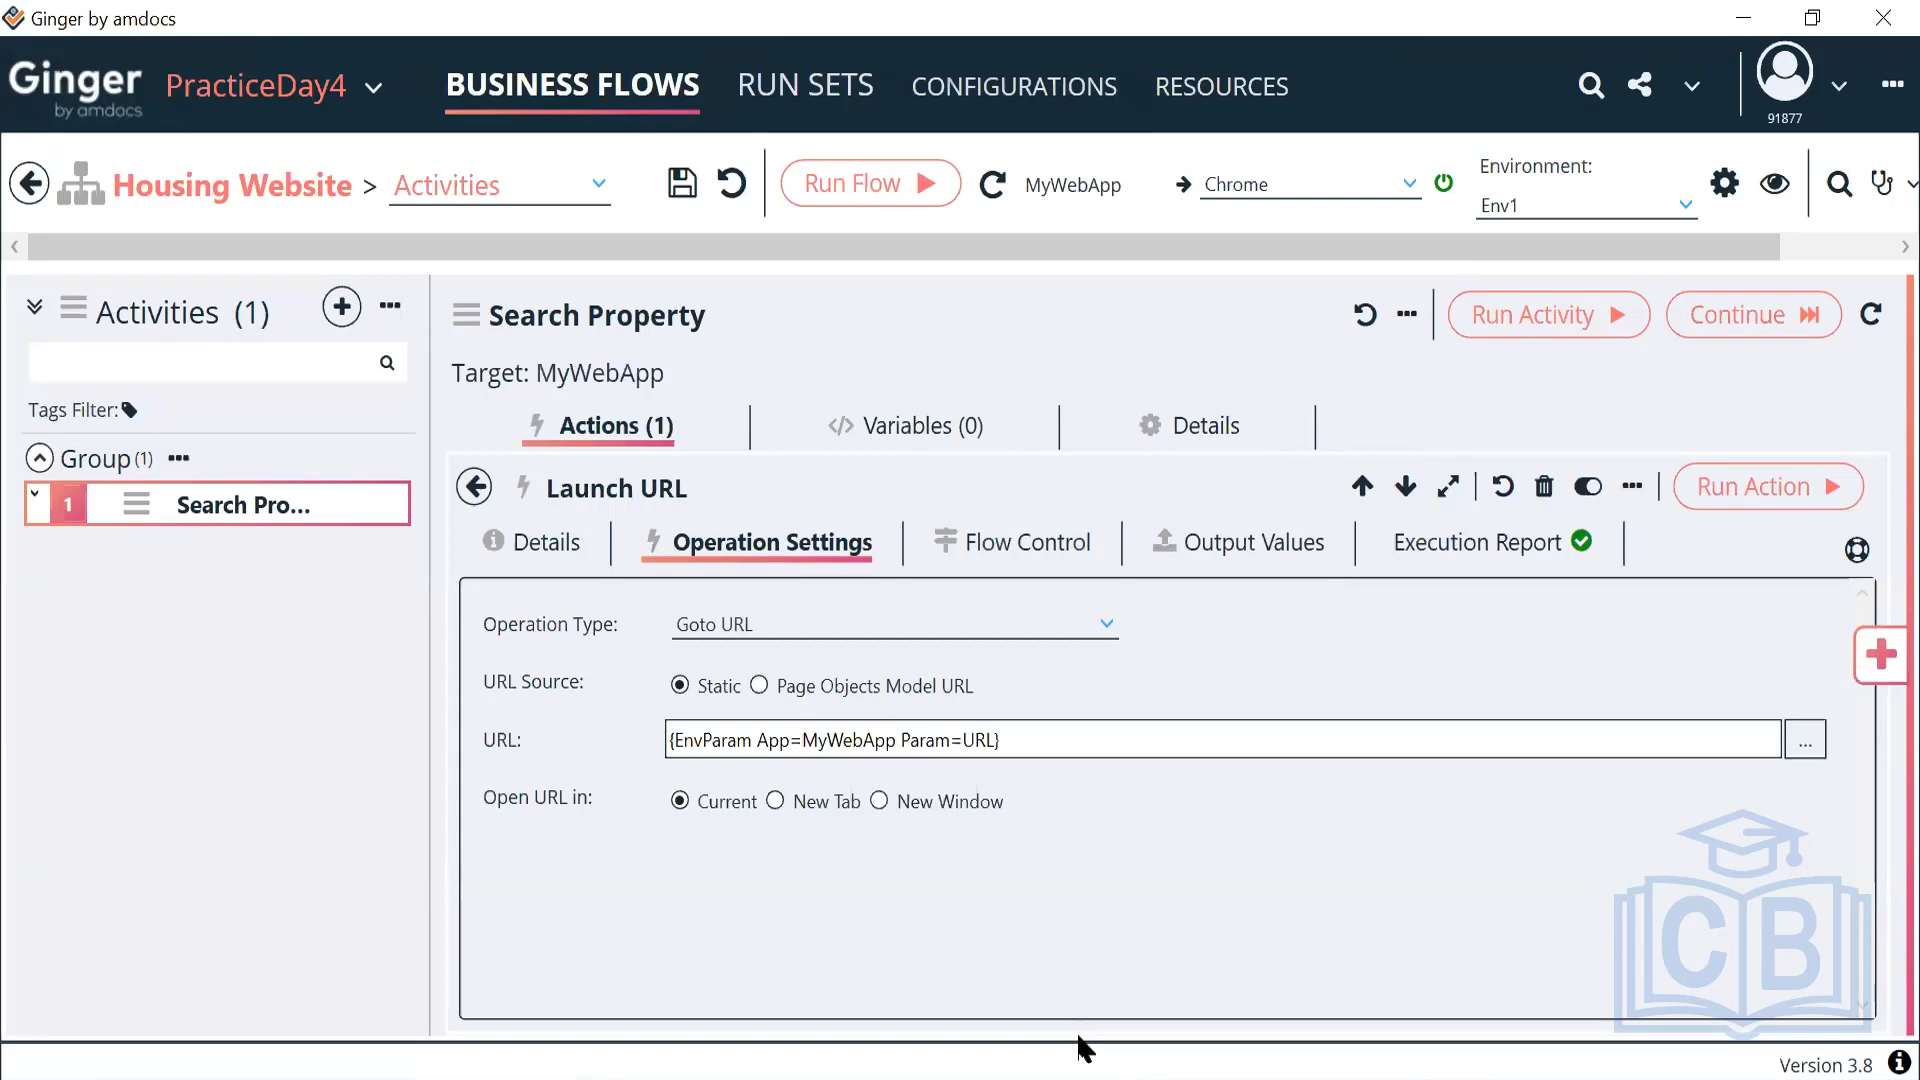 Ginger by amdocs
Ginger
by amdocs
PracticeDay4
BUSINESS FLOWS
RUN SETS
CONFIGURATIONS
RESOURCES
91877
Housing Website > Activities
Run Flow
MyWebApp
Chrome
Environment:
Env1
Activities (1)
Tags Filter:
Group (1)
1 Search Pro...
Search Property
Run Activity
Continue
Target: MyWebApp
Actions (1)
</> Variables (0)
Details
Launch URL
Run Action
Details
Operation Settings
Flow Control
Output Values
Execution Report
Operation Type: Goto URL
URL Source: Static Page Objects Model URL
URL: {EnvParam App=MyWebApp Param=URL} ...
Open URL in: Current New Tab New Window
CB
Version 3.8